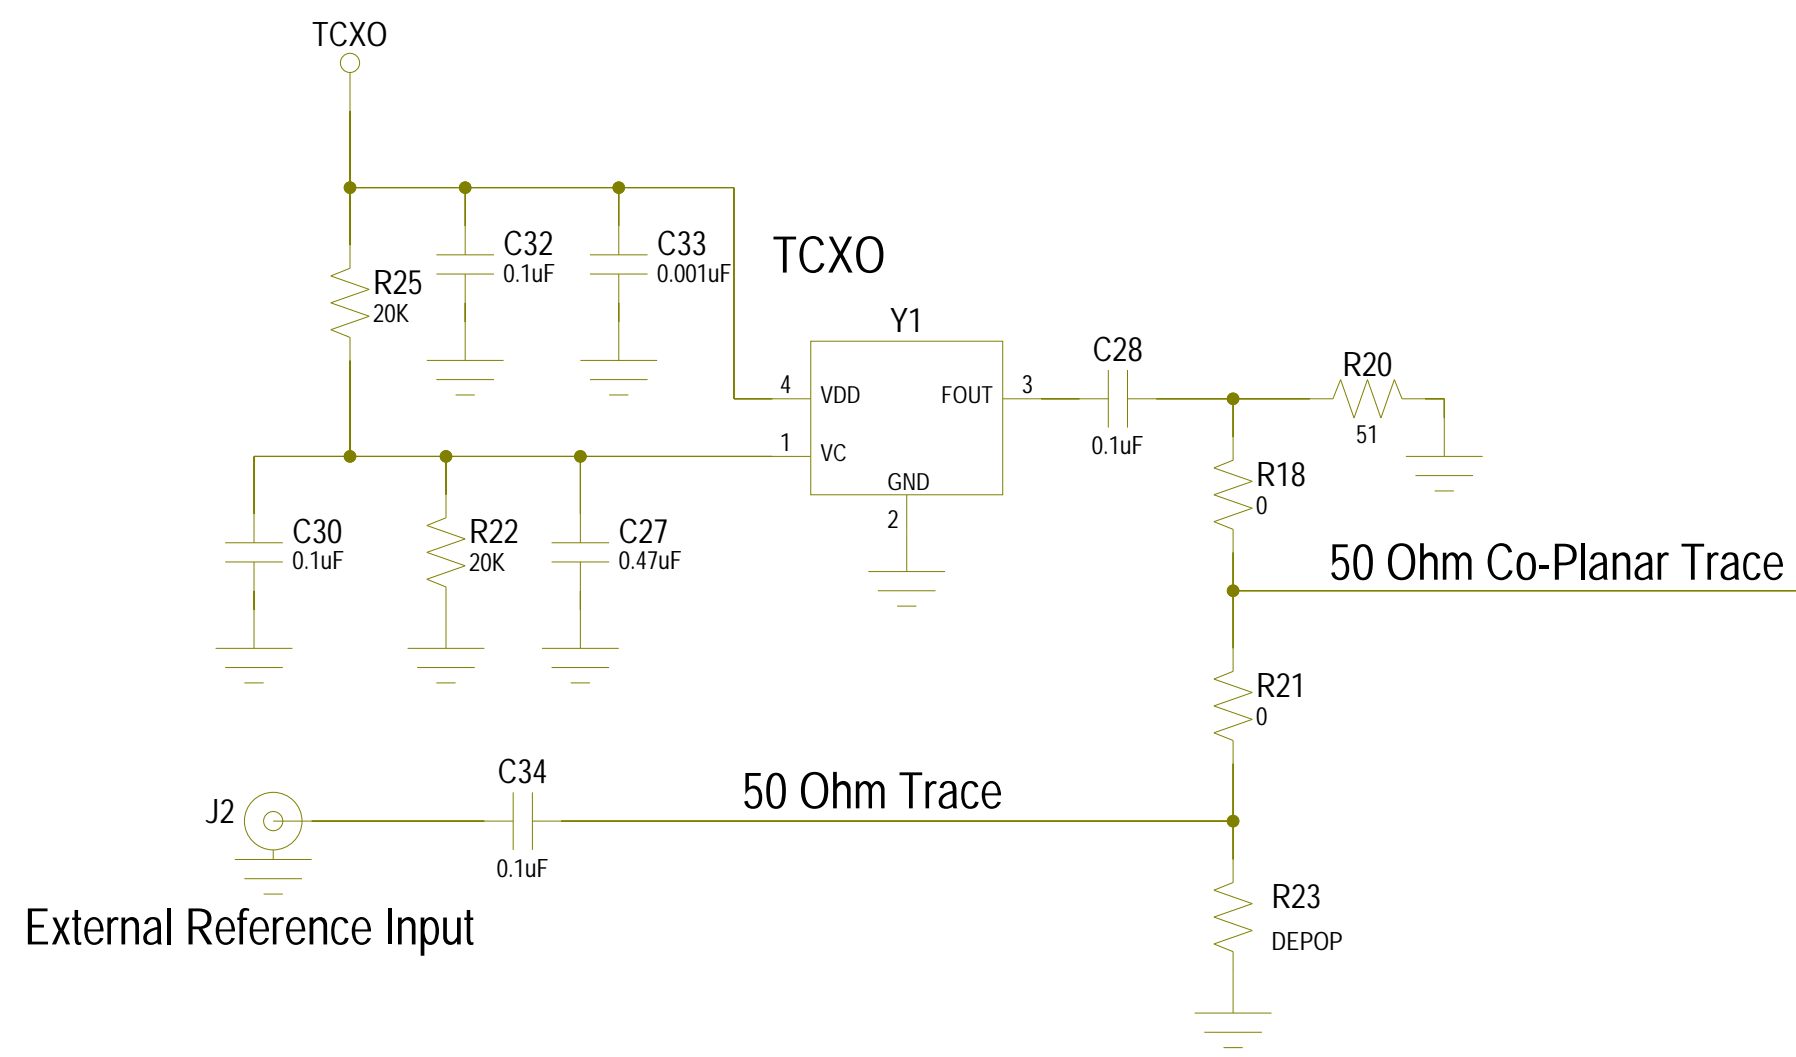 TCXO
C32
0.1uF
C33
0.001uF
TCXO
R25
20K
Y1
C28
0.1uF
R20
51
4
VDD
FOUT
3
1
VC
GND
2
R18
0
C30
0.1uF
R22
20K
C27
0.47uF
50 Ohm Co-Planar Trace
R21
0
C34
0.1uF
50 Ohm Trace
J2
R23
DEPOP
External Reference Input